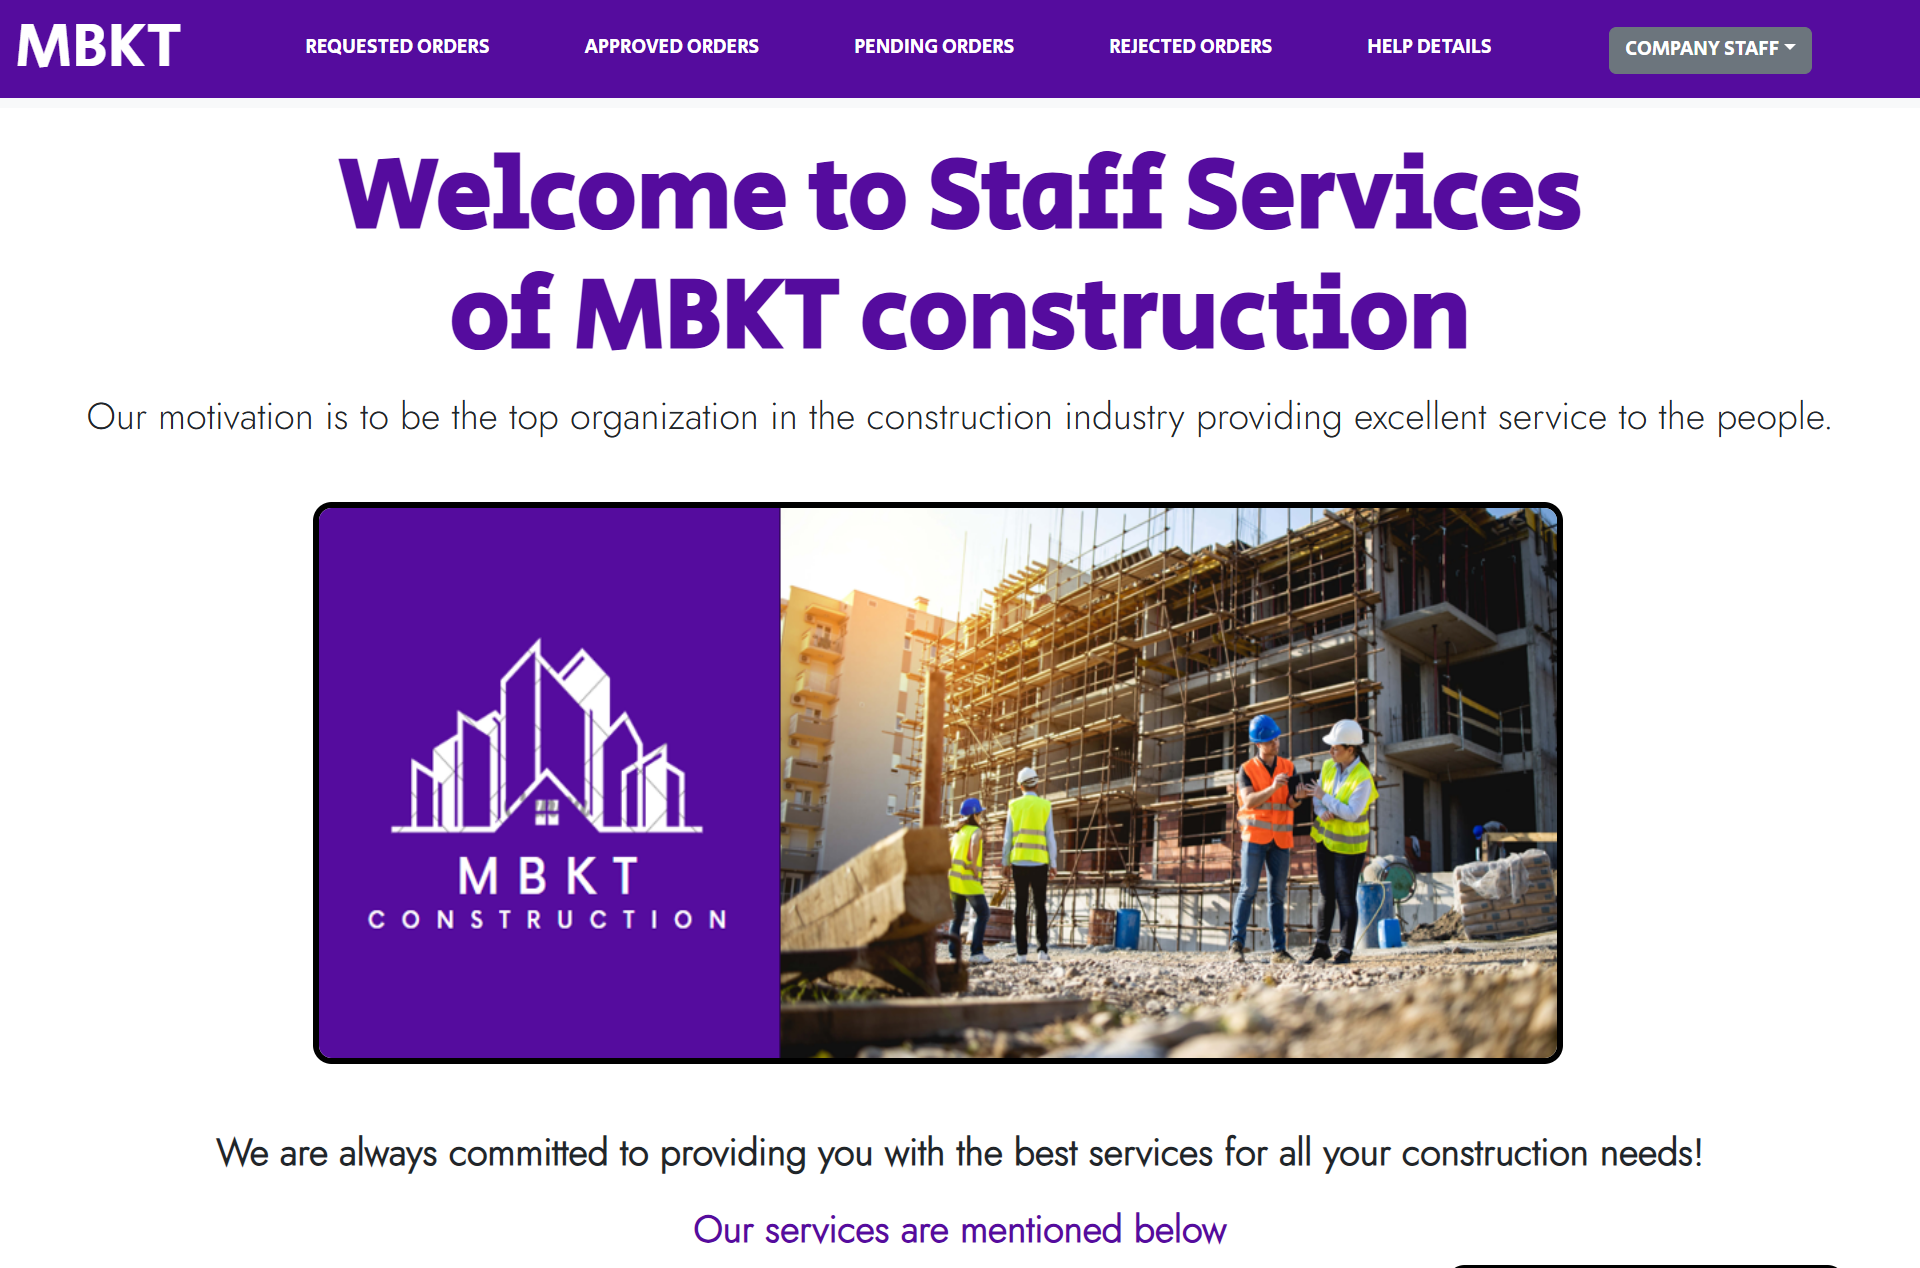 MBKT
REQUESTED ORDERS
APPROVED ORDERS
PENDING ORDERS
REJECTED ORDERS
HELP DETAILS
COMPANY STAFF
Welcome to Staff Services
of MBKT construction
Our motivation is to be the top organization in the construction industry providing excellent service to the people.
MBKT
CONSTRUCTION
We are always committed to providing you with the best services for all your construction needs!
Our services are mentioned below